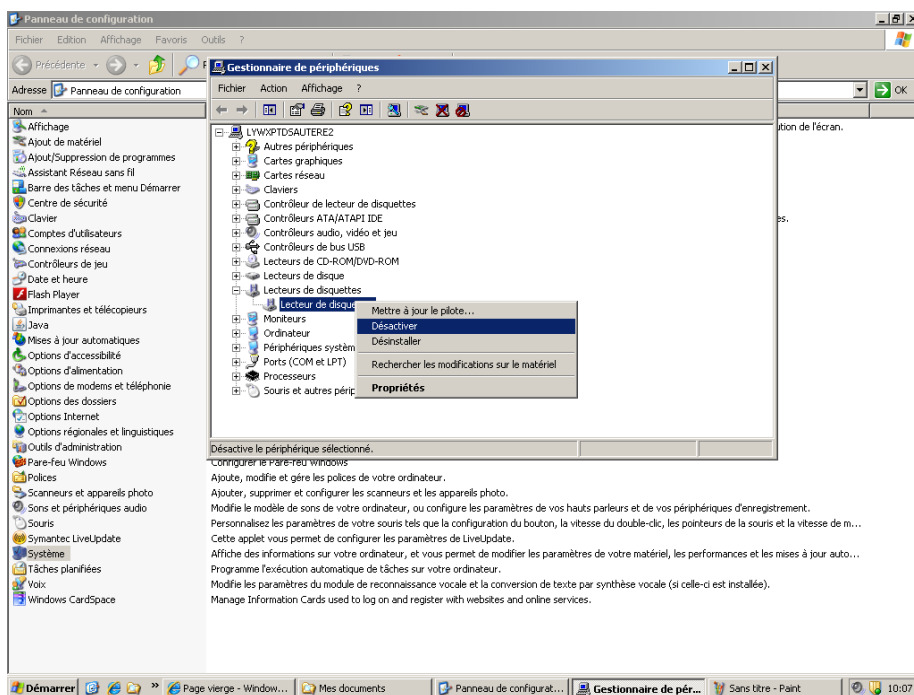 Panneau de configuration
Fichier Edition Affichage Favoris Outils ?
Précédente
Adresse Panneau de configuration OK
Nom
Affichage
Ajout de matériel
Ajout/Suppression de programmes
Assistant Réseau sans fil
Barre des tâches et menu Démarrer
Centre de sécurité
Clavier
Comptes d'utilisateurs
Connexions réseau
Contrôleurs de jeu
Date et heure
Flash Player
Imprimantes et télécopieurs
Java
Mises à jour automatiques
Options d'accessibilité
Options d'alimentation
Options de modems et téléphonie
Options des dossiers
Options Internet
Options régionales et linguistiques
Outils d'administration
Pare-feu Windows
Polices
Scanneurs et appareils photo
Sons et périphériques audio
Souris
Symantec LiveUpdate
Système
Tâches planifiées
Voix
Windows CardSpace
Gestionnaire de périphériques
Fichier Action Affichage ?
LYWXPTDSAUTERE2
Autres périphériques
Cartes graphiques
Cartes réseau
Claviers
Contrôleur de lecteur de disquettes
Contrôleurs ATA/ATAPI IDE
Contrôleurs audio, vidéo et jeu
Contrôleurs de bus USB
Lecteurs de CD-ROM/DVD-ROM
Lecteurs de disque
Lecteurs de disquettes
Lecteur de disque
Moniteurs
Ordinateur
Périphériques systèm
Ports (COM et LPT)
Processeurs
Souris et autres périp
Mettre à jour le pilote...
Désactiver
Désinstaller
Rechercher les modifications sur le matériel
Propriétés
Désactive le périphérique sélectionné.
ution de l'écran.
es.
Configurer le Pare-feu Windows
Ajoute, modifie et gére les polices de votre ordinateur.
Ajouter, supprimer et configurer les scanneurs et les appareils photo.
Modifie le modèle de sons de votre ordinateur, ou configure les paramètres de vos hauts parleurs et de vos périphériques d'enregistrement.
Personnalisez les paramètres de votre souris tels que la configuration du bouton, la vitesse du double-clic, les pointeurs de la souris et la vitesse de m...
Cette applet vous permet de configurer les paramètres de LiveUpdate.
Affiche des informations sur votre ordinateur, et vous permet de modifier les paramètres de votre matériel, les performances et les mises à jour auto...
Programme l'exécution automatique de tâches sur votre ordinateur.
Modifie les paramètres du module de reconnaissance vocale et la conversion de texte par synthèse vocale (si celle-ci est installée).
Manage Information Cards used to log on and register with websites and online services.
Démarrer » Page vierge - Window... Mes documents Panneau de configurat... Gestionnaire de pér... Sans titre - Paint 10:07